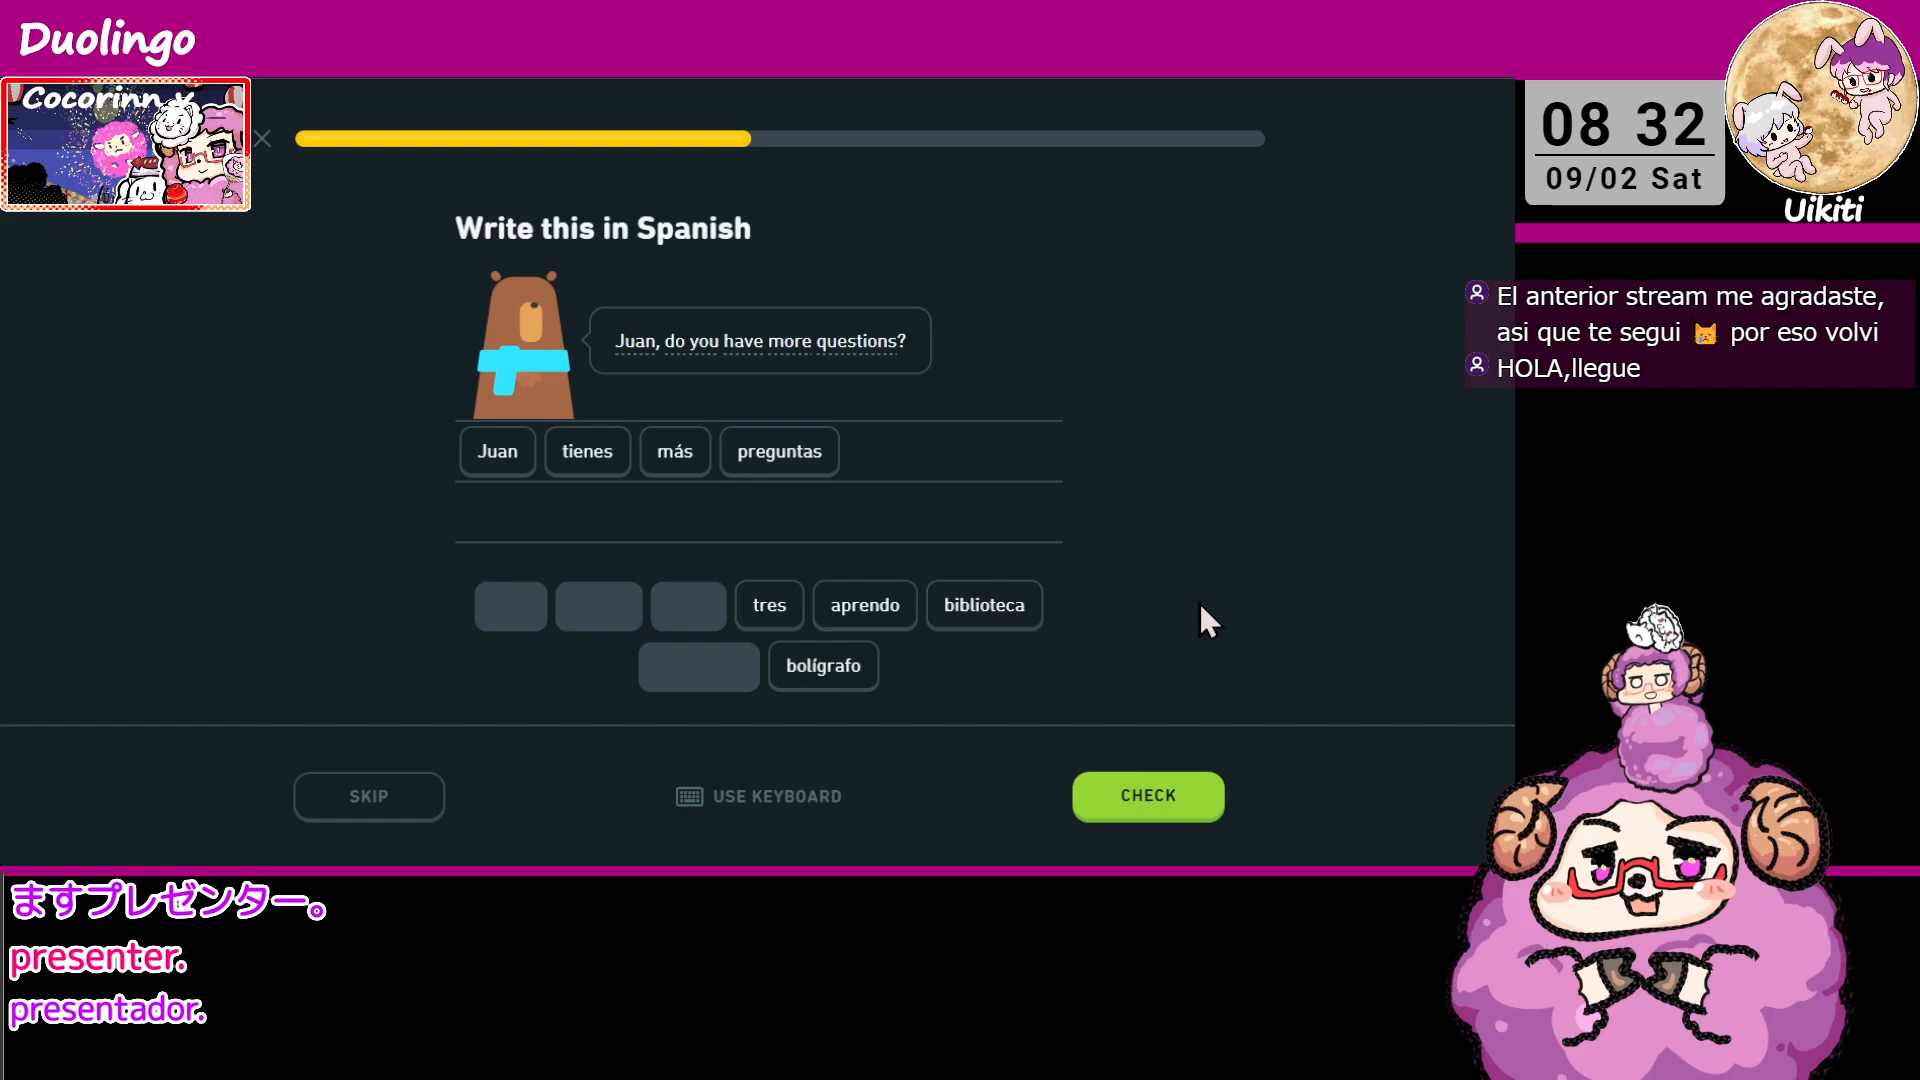 Duolingo
Cocorinn_v
08 32
09/02 Sat
Uikiti
Write this in Spanish
Juan, do you have more questions?
Juan tienes más preguntas
tres aprendo biblioteca
bolígrafo
SKIP
USE KEYBOARD
CHECK
El anterior stream me agradaste,
asi que te segui 😿 por eso volvi
HOLA,llegue
ますプレゼンター。
presenter.
presentador.